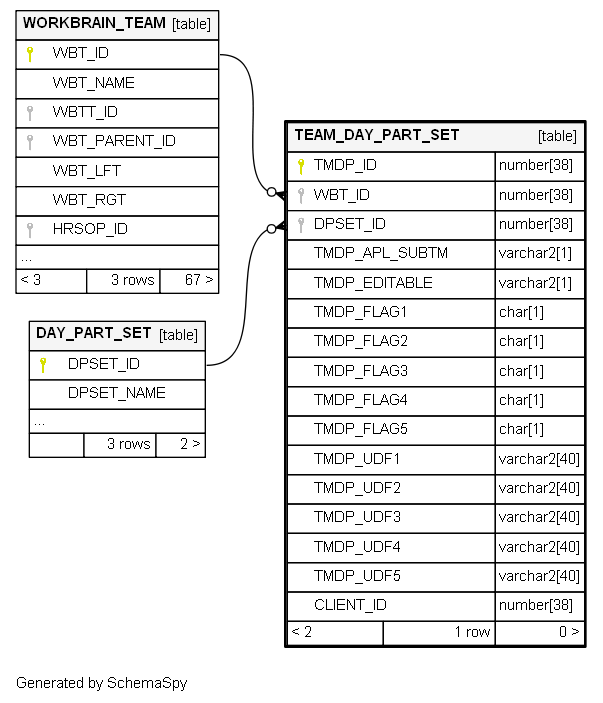 WORKBRAIN_TEAM [table]
WBT_ID
WBT_NAME
WBTT_ID
WBT_PARENT_ID
WBT_LFT
WBT_RGT
HRSOP_ID
...
< 3 3 rows 67 >
DAY_PART_SET [table]
DPSET_ID
DPSET_NAME
...
3 rows 2 >
TEAM_DAY_PART_SET [table]
TMDP_ID number[38]
WBT_ID number[38]
DPSET_ID number[38]
TMDP_APL_SUBTM varchar2[1]
TMDP_EDITABLE varchar2[1]
TMDP_FLAG1 char[1]
TMDP_FLAG2 char[1]
TMDP_FLAG3 char[1]
TMDP_FLAG4 char[1]
TMDP_FLAG5 char[1]
TMDP_UDF1 varchar2[40]
TMDP_UDF2 varchar2[40]
TMDP_UDF3 varchar2[40]
TMDP_UDF4 varchar2[40]
TMDP_UDF5 varchar2[40]
CLIENT_ID number[38]
< 2 1 row 0 >
Generated by SchemaSpy